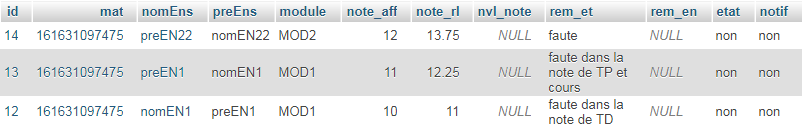 id mat nomEns preEns module note_aff note_rl nvl_note rem_et rem_en etat notif
14 161631097475 preEN22 nomEN22 MOD2 12 13.75 NULL faute NULL non non
13 161631097475 preEN1 nomEN1 MOD1 11 12.25 NULL faute dans la note de TP et cours NULL non non
12 161631097475 nomEN1 preEN1 MOD1 10 11 NULL faute dans la note de TD NULL non non